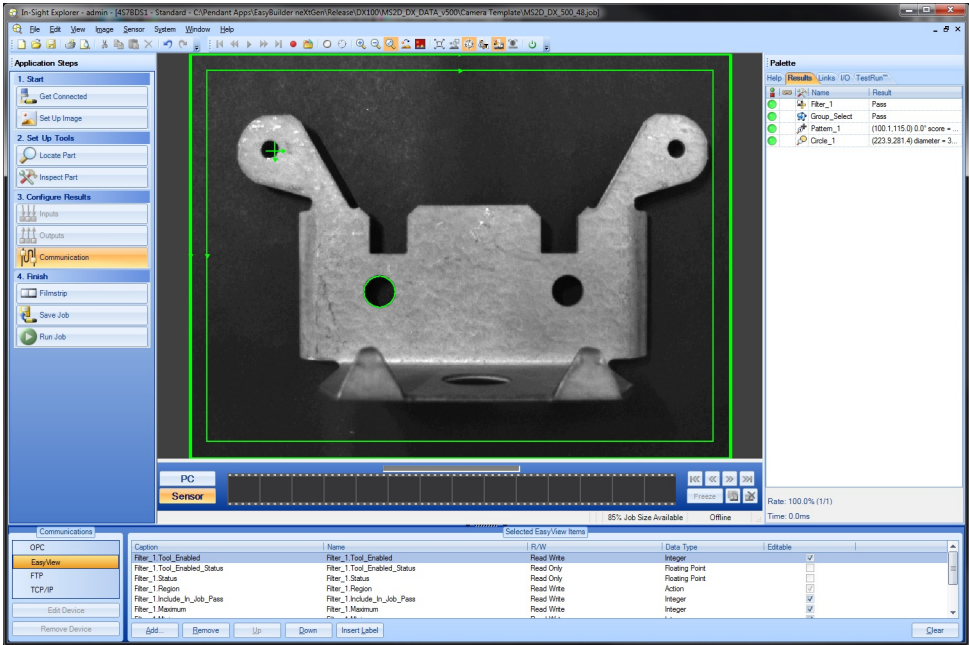 In-Sight Explorer - admin - [4S7BDS1 - Standard - C:\Pendant Apps\EasyBuilder neXtGen\Release\DX100\MS2D_DX_DATA_v500\Camera Template\MS2D_DX_500_48.job]
File Edit View Image Sensor System Window Help
Application Steps
1. Start
Get Connected
Set Up Image
2. Set Up Tools
Locate Part
Inspect Part
3. Configure Results
Inputs
Outputs
Communication
4. Finish
Filmstrip
Save Job
Run Job
PC
Sensor
Freeze
85% Job Size Available Offline
Palette
Help Results Links I/O TestRun™
Name Result
Filter_1 Pass
Group_Select Pass
Pattern_1 (100.1,115.0) 0.0° score = ...
Circle_1 (223.9,281.4) diameter = 3...
Rate: 100.0% (1/1)
Time: 0.0ms
Communications
OPC
EasyView
FTP
TCP/IP
Edit Device
Remove Device
Selected EasyView Items
Caption Name R/W Data Type Editable
Filter_1.Tool_Enabled Filter_1.Tool_Enabled Read Write Integer
Filter_1.Tool_Enabled_Status Filter_1.Tool_Enabled_Status Read Only Floating Point
Filter_1.Status Filter_1.Status Read Only Floating Point
Filter_1.Region Filter_1.Region Read Write Action
Filter_1.Include_In_Job_Pass Filter_1.Include_In_Job_Pass Read Write Integer
Filter_1.Maximum Filter_1.Maximum Read Write Integer
Add... Remove Up Down Insert Label Clear